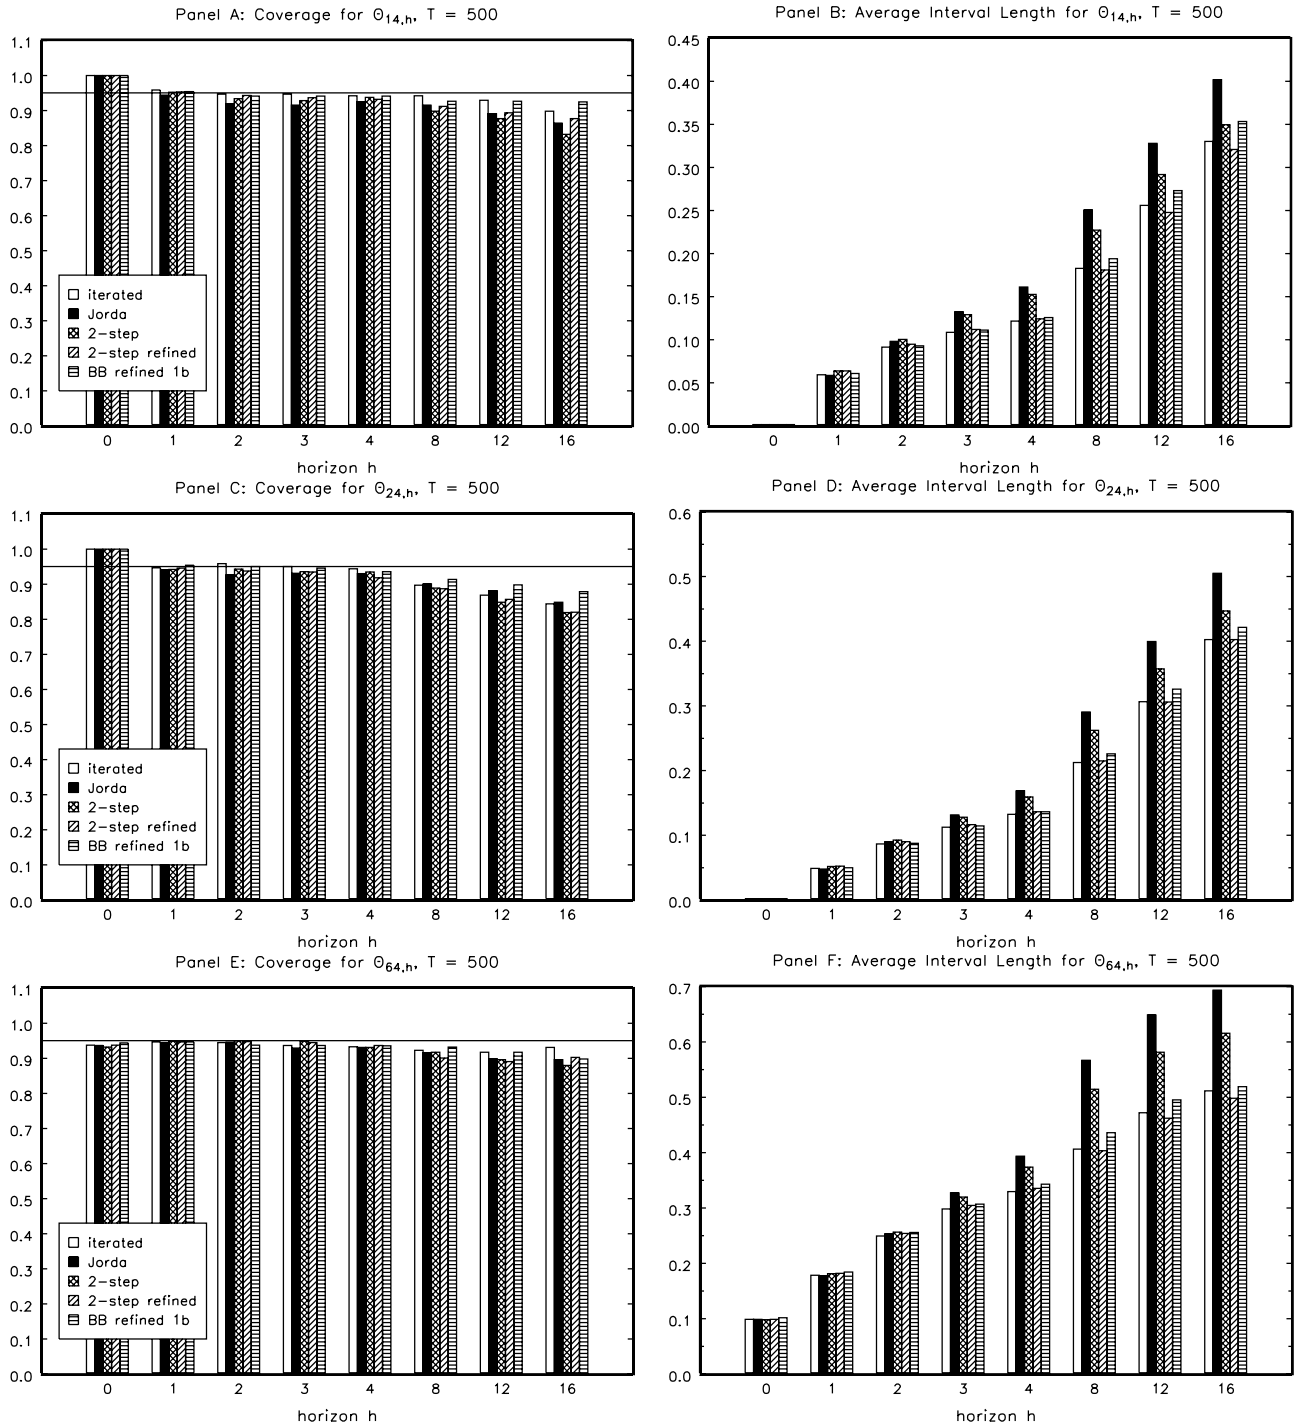 Panel A: Coverage for Θ14,h, T = 500
1.1
1.0
0.9
0.8
0.7
0.6
0.5
0.4
0.3
0.2
0.1
0.0
iterated
Jorda
2-step
2-step refined
BB refined 1b
0 1 2 3 4 8 12 16
horizon h
Panel B: Average Interval Length for Θ14,h, T = 500
0.45
0.40
0.35
0.30
0.25
0.20
0.15
0.10
0.05
0.00
0 1 2 3 4 8 12 16
horizon h
Panel C: Coverage for Θ24,h, T = 500
1.1
1.0
0.9
0.8
0.7
0.6
0.5
0.4
0.3
0.2
0.1
0.0
iterated
Jorda
2-step
2-step refined
BB refined 1b
0 1 2 3 4 8 12 16
horizon h
Panel D: Average Interval Length for Θ24,h, T = 500
0.6
0.5
0.4
0.3
0.2
0.1
0.0
0 1 2 3 4 8 12 16
horizon h
Panel E: Coverage for Θ64,h, T = 500
1.1
1.0
0.9
0.8
0.7
0.6
0.5
0.4
0.3
0.2
0.1
0.0
iterated
Jorda
2-step
2-step refined
BB refined 1b
0 1 2 3 4 8 12 16
horizon h
Panel F: Average Interval Length for Θ64,h, T = 500
0.7
0.6
0.5
0.4
0.3
0.2
0.1
0.0
0 1 2 3 4 8 12 16
horizon h